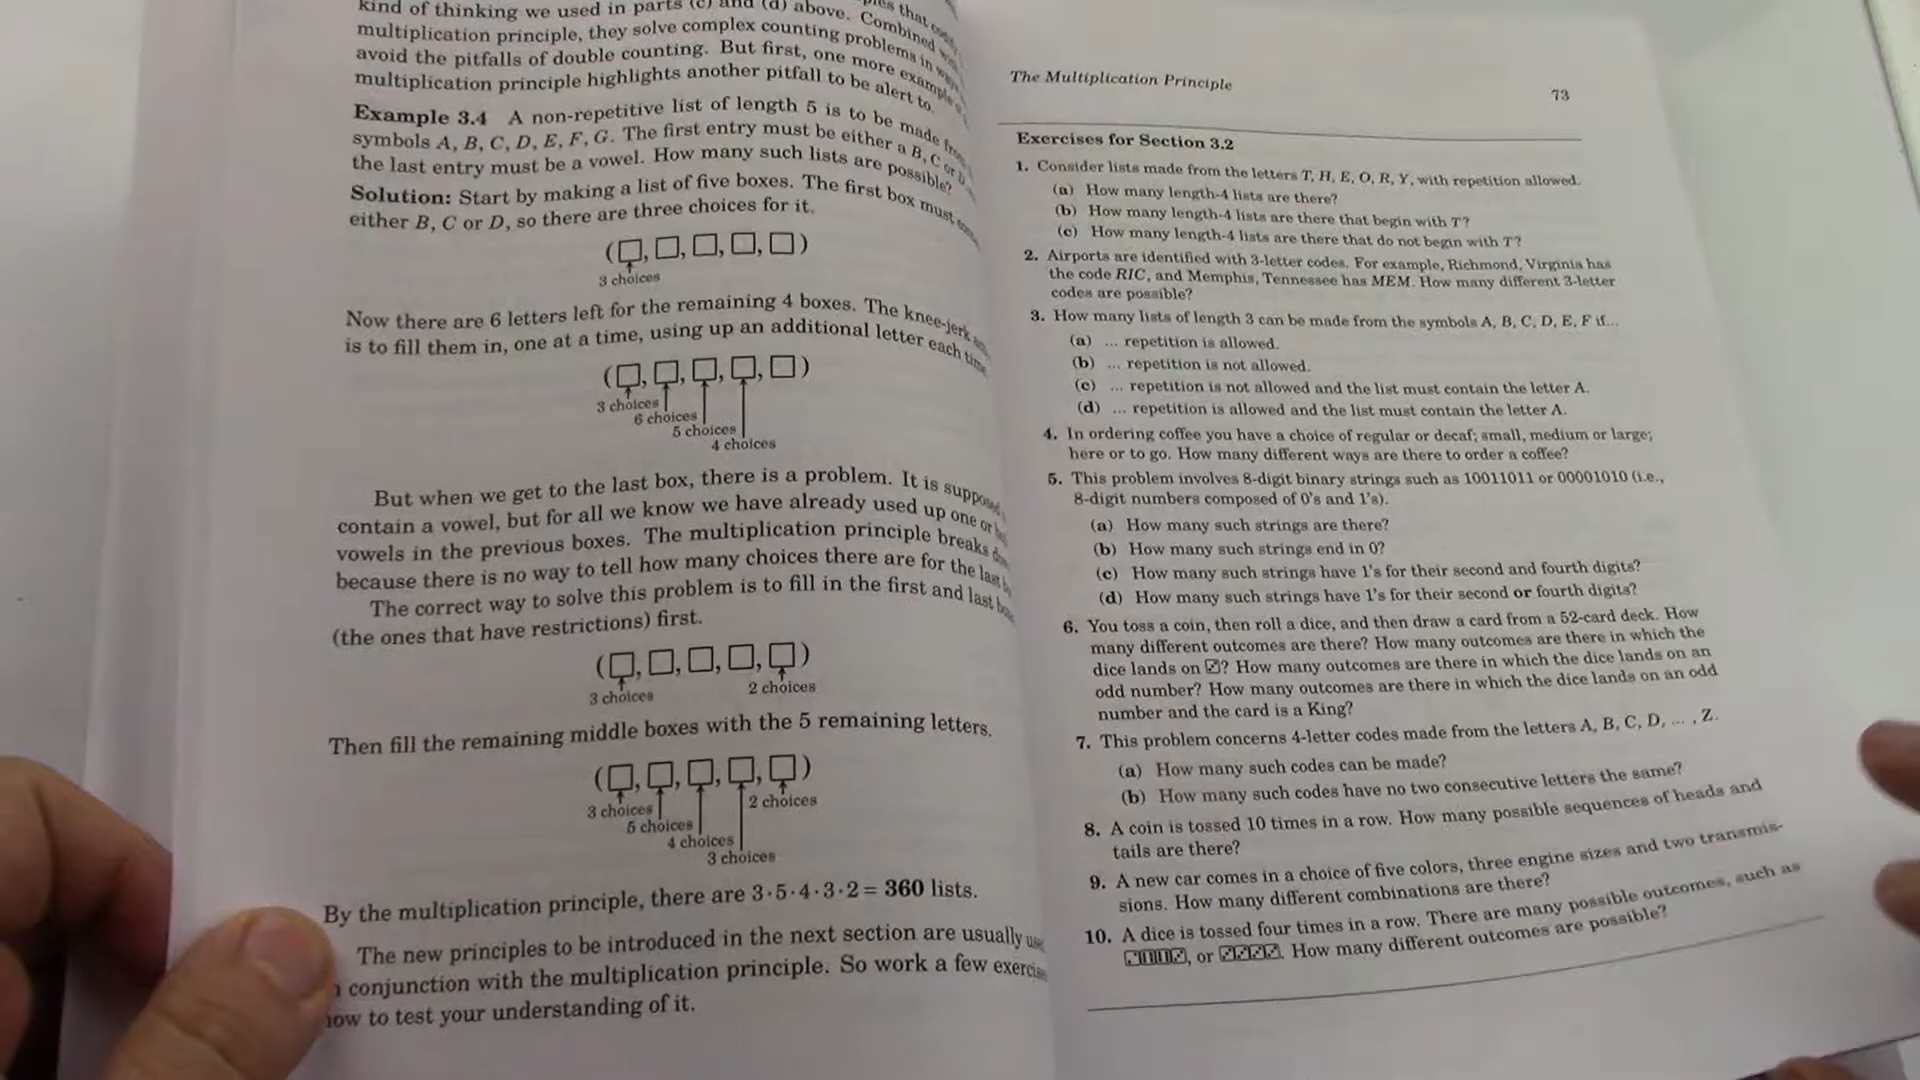 kind of thinking we used in parts (c) and (d) above. Combined
multiplication principle, they solve complex counting problems in
avoid the pitfalls of double counting. But first, one more example
multiplication principle highlights another pitfall to be alert to.
Example 3.4 A non-repetitive list of length 5 is to be made
symbols A, B, C, D, E, F, G. The first entry must be either a B, C or
the last entry must be a vowel. How many such lists are possible?
Solution: Start by making a list of five boxes. The first box must
either B, C or D, so there are three choices for it.
(□, □, □, □, □)
3 choices
Now there are 6 letters left for the remaining 4 boxes. The knee-jerk
is to fill them in, one at a time, using up an additional letter each time
(□, □, □, □, □)
3 choices
6 choices
5 choices
4 choices
But when we get to the last box, there is a problem. It is supposed
contain a vowel, but for all we know we have already used up one or
vowels in the previous boxes. The multiplication principle breaks
because there is no way to tell how many choices there are for the last
The correct way to solve this problem is to fill in the first and last
(the ones that have restrictions) first.
(□, □, □, □, □)
3 choices 2 choices
Then fill the remaining middle boxes with the 5 remaining letters.
(□, □, □, □, □)
3 choices 2 choices
5 choices
4 choices
3 choices
By the multiplication principle, there are 3·5·4·3·2 = 360 lists.
The new principles to be introduced in the next section are usually
conjunction with the multiplication principle. So work a few
to test your understanding of it.
The Multiplication Principle 73
Exercises for Section 3.2
1. Consider lists made from the letters T, H, E, O, R, Y, with repetition allowed.
(a) How many length-4 lists are there?
(b) How many length-4 lists are there that begin with T?
(c) How many length-4 lists are there that do not begin with T?
2. Airports are identified with 3-letter codes. For example, Richmond, Virginia has
the code RIC, and Memphis, Tennessee has MEM. How many different 3-letter
codes are possible?
3. How many lists of length 3 can be made from the symbols A, B, C, D, E, F if...
(a) ... repetition is allowed.
(b) ... repetition is not allowed.
(c) ... repetition is not allowed and the list must contain the letter A.
(d) ... repetition is allowed and the list must contain the letter A.
4. In ordering coffee you have a choice of regular or decaf; small, medium or large;
here or to go. How many different ways are there to order a coffee?
5. This problem involves 8-digit binary strings such as 10011011 or 00001010 (i.e.,
8-digit numbers composed of 0's and 1's).
(a) How many such strings are there?
(b) How many such strings end in 0?
(c) How many such strings have 1's for their second and fourth digits?
(d) How many such strings have 1's for their second or fourth digits?
6. You toss a coin, then roll a dice, and then draw a card from a 52-card deck. How
many different outcomes are there? How many outcomes are there in which the
dice lands on ? How many outcomes are there in which the dice lands on an
odd number? How many outcomes are there in which the dice lands on an odd
number and the card is a King?
7. This problem concerns 4-letter codes made from the letters A, B, C, D, ... , Z.
(a) How many such codes can be made?
(b) How many such codes have no two consecutive letters the same?
8. A coin is tossed 10 times in a row. How many possible sequences of heads and
tails are there?
9. A new car comes in a choice of five colors, three engine sizes and two transmis-
sions. How many different combinations are there?
10. A dice is tossed four times in a row. There are many possible outcomes, such as
, or . How many different outcomes are possible?